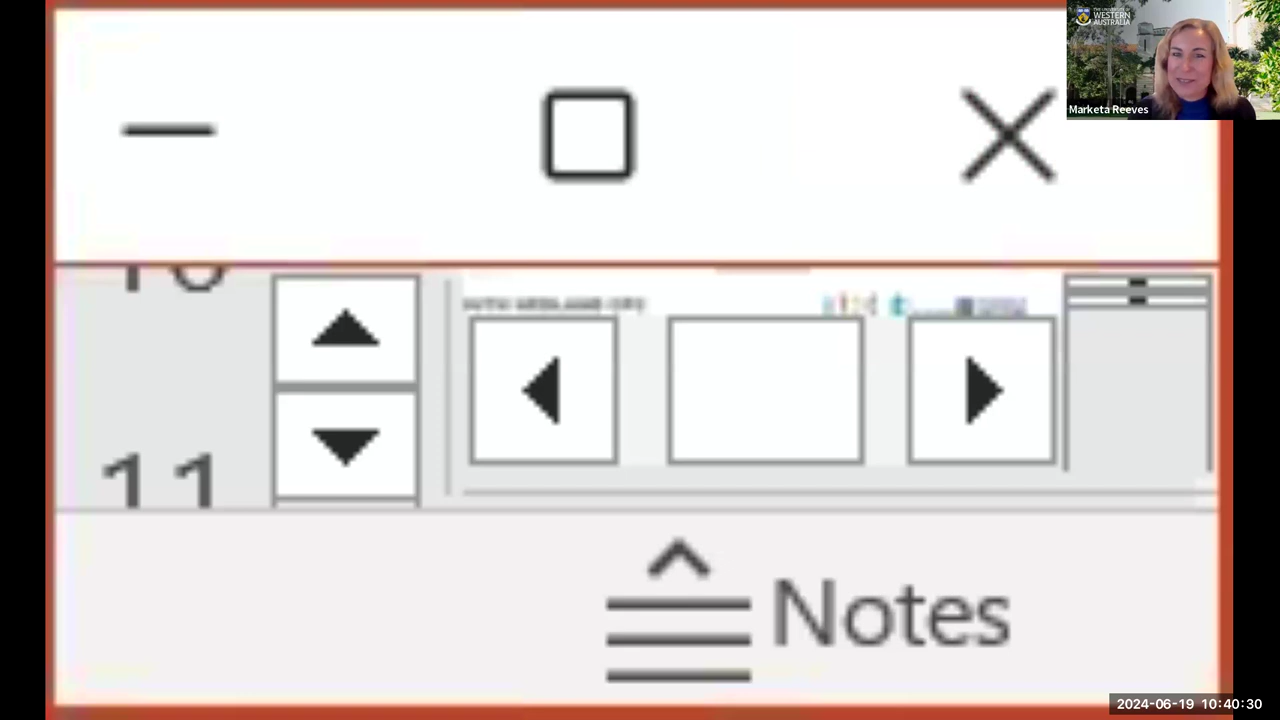 THE UNIVERSITY OF
WESTERN
AUSTRALIA
Marketa Reeves
11
Notes
2024-06-19 10:40:30